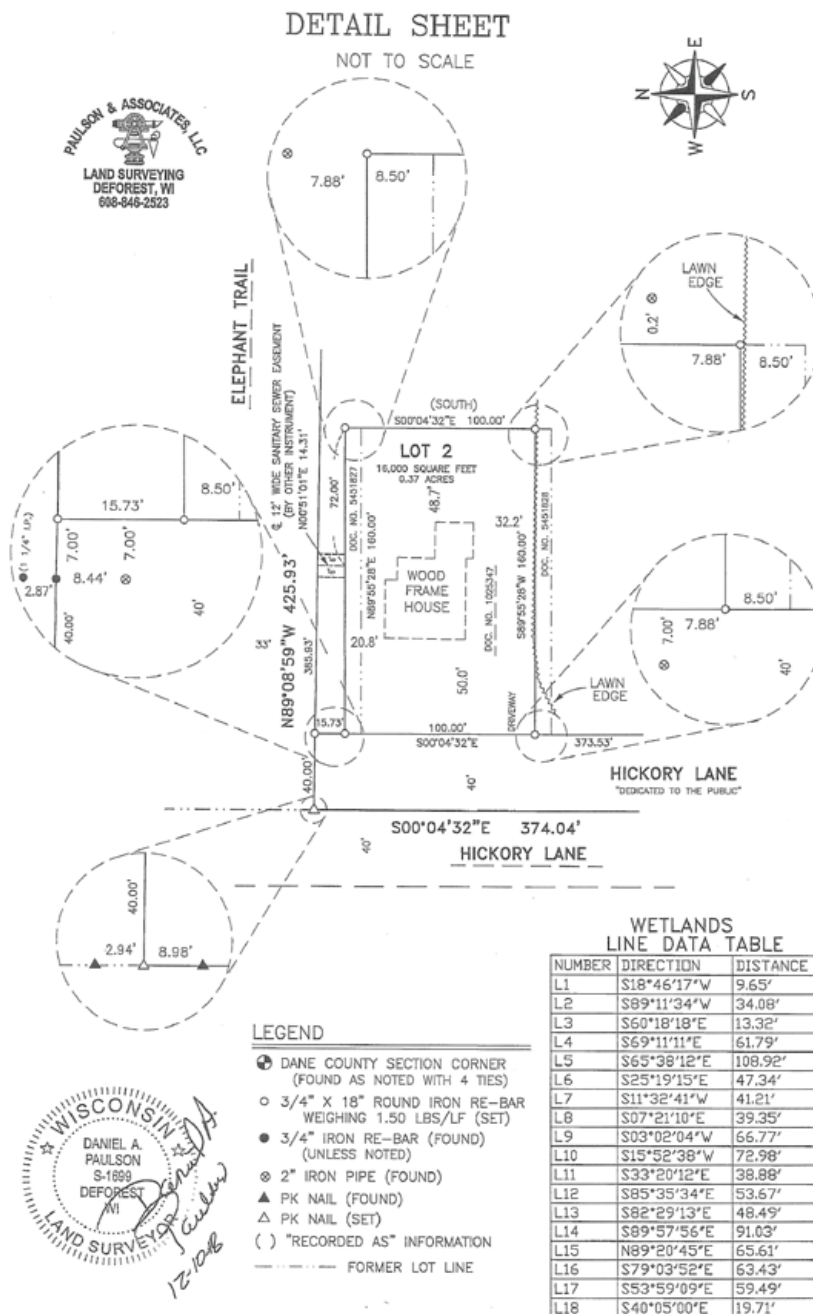 DETAIL SHEET
NOT TO SCALE
PAULSON & ASSOCIATES, LLC
LAND SURVEYING
DEFOREST, WI
608-846-2523
E
N
S
W
7.88'
8.50'
LAWN
EDGE
0.2'
7.88'
8.50'
ELEPHANT TRAIL
℄ 12' WIDE SANITARY SEWER EASEMENT
(BY OTHER INSTRUMENT)
N00°51'01"E 14.31'
(SOUTH)
S00°04'32"E 100.00'
LOT 2
16,000 SQUARE FEET
0.37 ACRES
72.00'
DOC. NO. 5451827
N89°55'28"E 160.00'
48.7'
32.2'
WOOD
FRAME
HOUSE
DOC. NO. 1025347
S89°55'28"W 160.00'
DOC. NO. 5451828
20.8'
50.0'
DRIVEWAY
LAWN
EDGE
8.50'
15.73'
(1 1/4" I.P.)
7.00'
7.00'
2.87'
8.44'
40.00'
40'
33'
N89°08'59"W 425.93'
385.93'
8.50'
7.88'
7.00'
40'
15.73'
100.00'
S00°04'32"E
373.53'
40.00'
40'
HICKORY LANE
"DEDICATED TO THE PUBLIC"
S00°04'32"E 374.04'
40'
HICKORY LANE
40.00'
2.94'
8.98'
LEGEND
DANE COUNTY SECTION CORNER
(FOUND AS NOTED WITH 4 TIES)
3/4" X 18" ROUND IRON RE-BAR
WEIGHING 1.50 LBS/LF (SET)
3/4" IRON RE-BAR (FOUND)
(UNLESS NOTED)
2" IRON PIPE (FOUND)
PK NAIL (FOUND)
PK NAIL (SET)
( ) "RECORDED AS" INFORMATION
FORMER LOT LINE
WISCONSIN
DANIEL A.
PAULSON
S-1699
DEFOREST
WI
LAND SURVEYOR
Daniel A.
Paulson
12-10-18
WETLANDS
LINE DATA TABLE
NUMBER DIRECTION DISTANCE
L1 S18°46'17"W 9.65'
L2 S89°11'34"W 34.08'
L3 S60°18'18"E 13.32'
L4 S69°11'11"E 61.79'
L5 S65°38'12"E 108.92'
L6 S25°19'15"E 47.34'
L7 S11°32'41"W 41.21'
L8 S07°21'10"E 39.35'
L9 S03°02'04"W 66.77'
L10 S15°52'38"W 72.98'
L11 S33°20'12"E 38.88'
L12 S85°35'34"E 53.67'
L13 S82°29'13"E 48.49'
L14 S89°57'56"E 91.03'
L15 N89°20'45"E 65.61'
L16 S79°03'52"E 63.43'
L17 S53°59'09"E 59.49'
L18 S40°05'00"E 19.71'